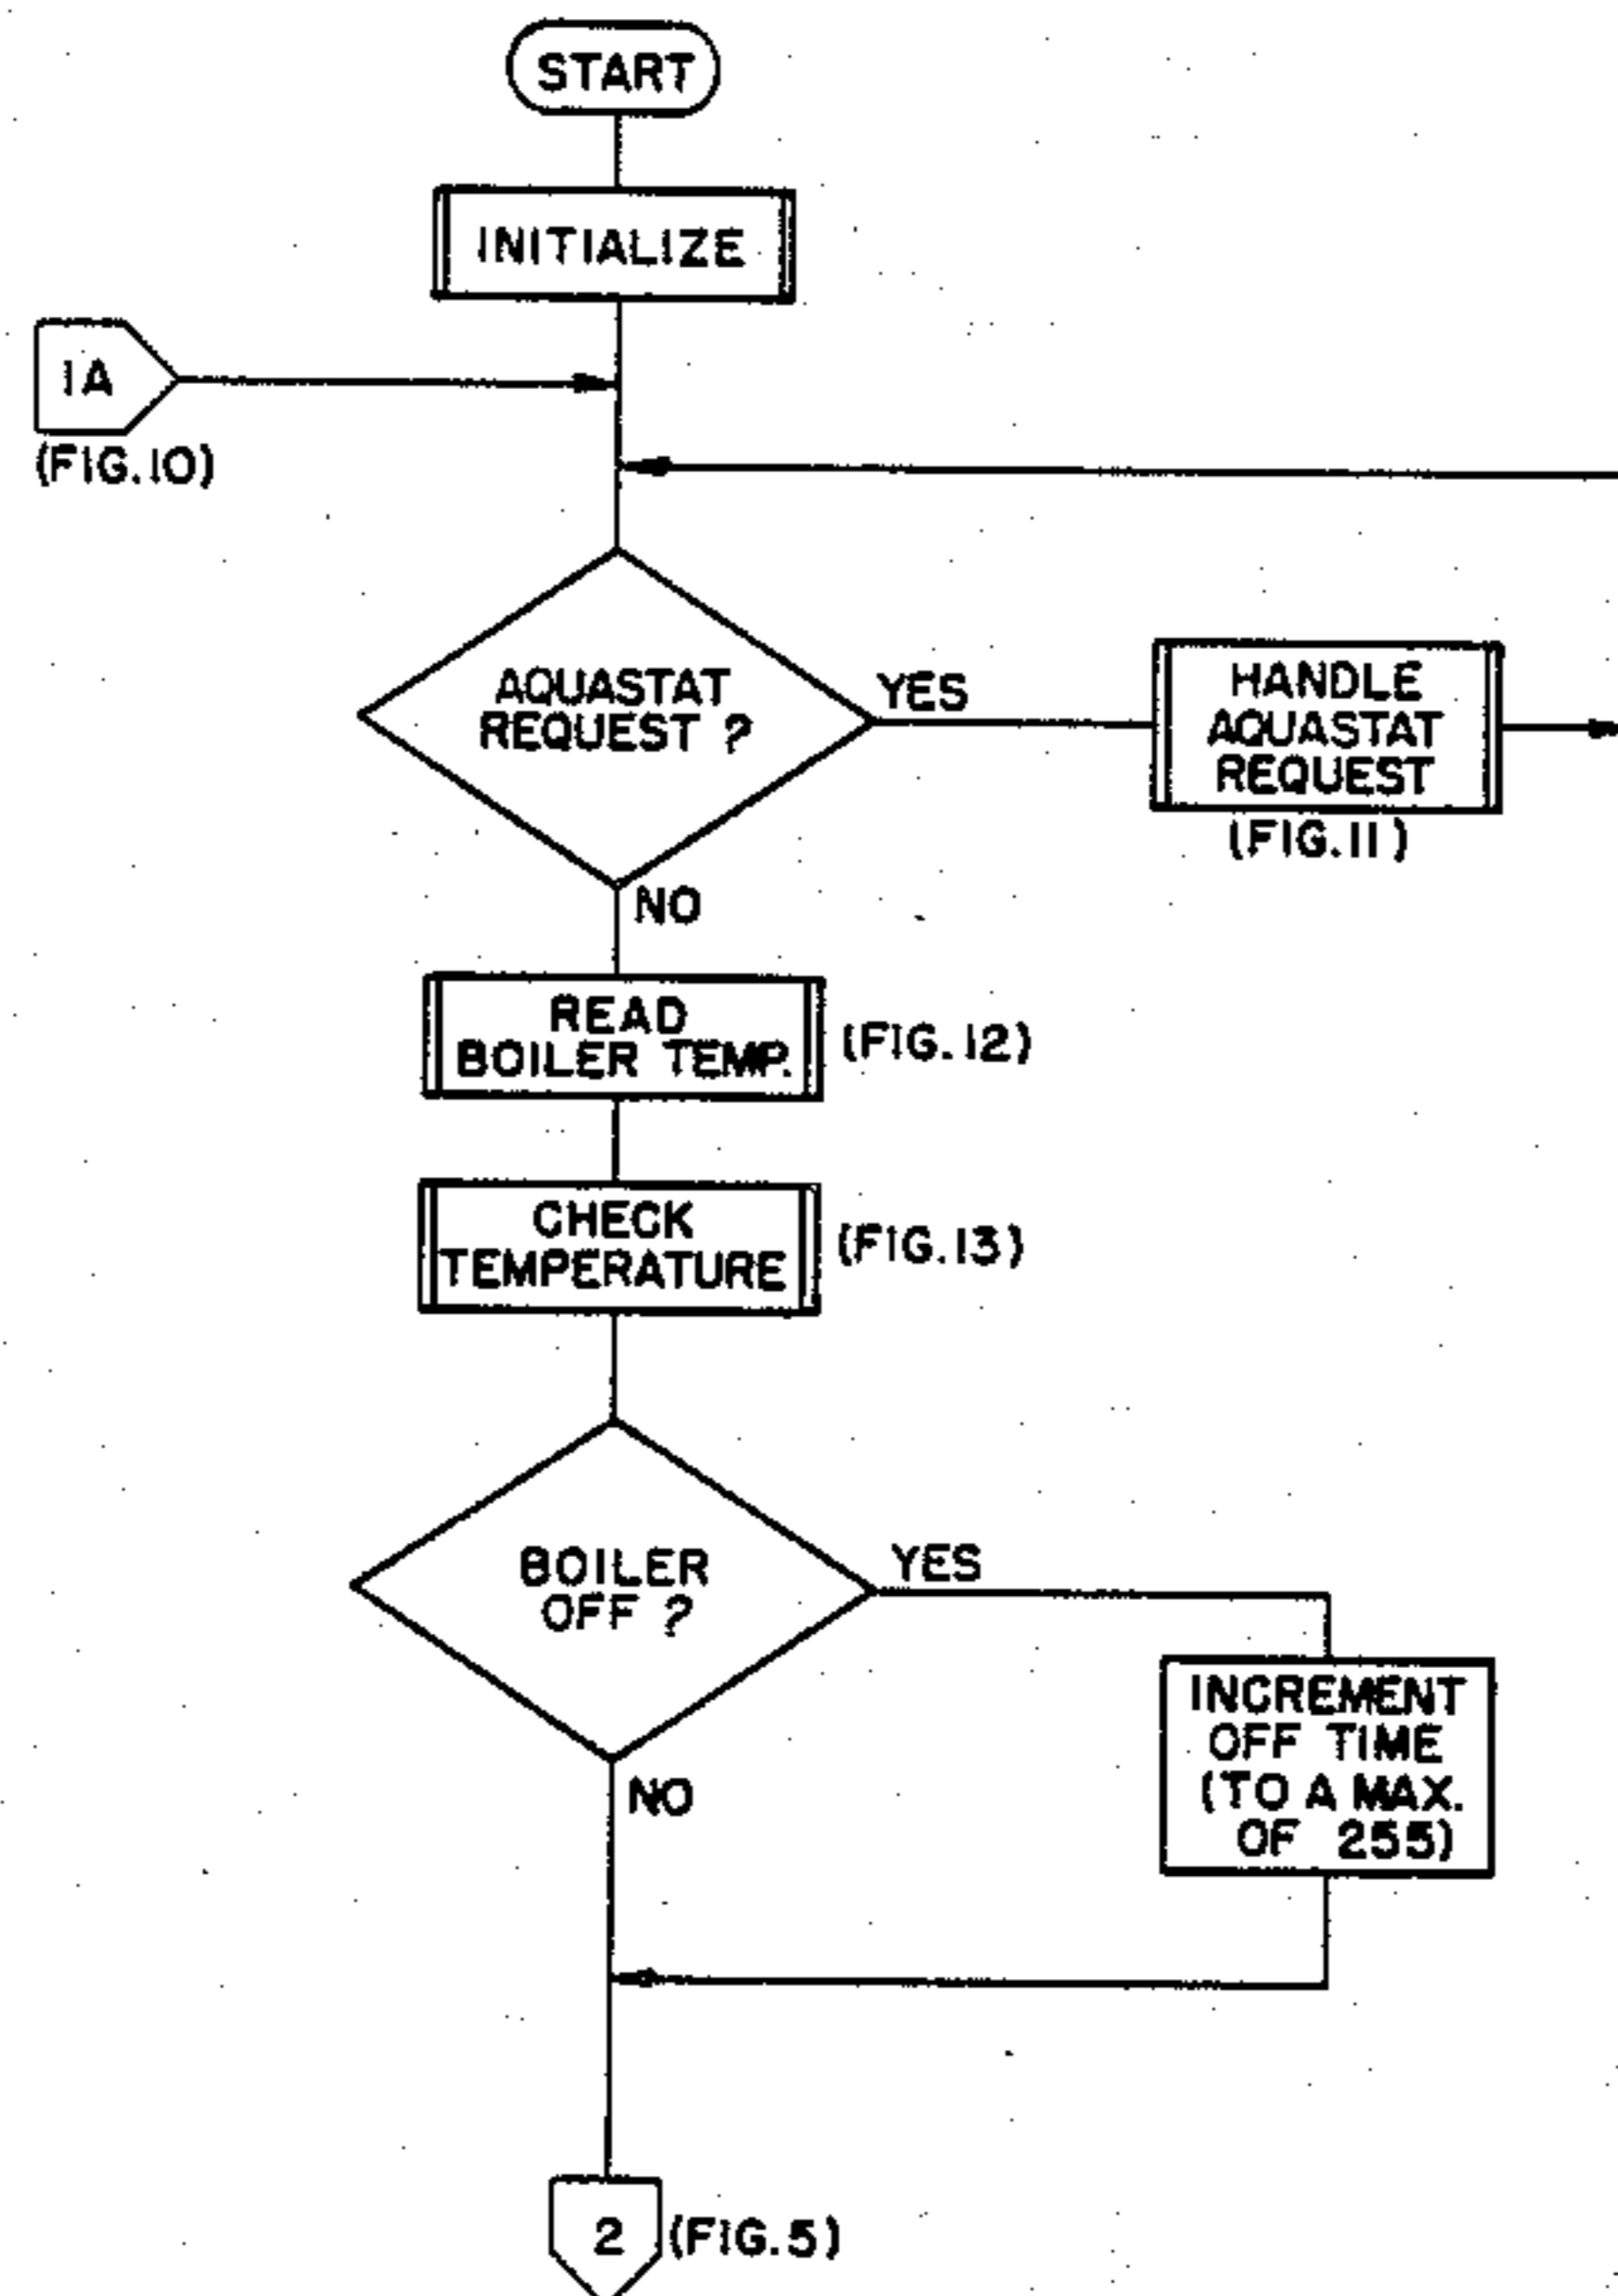 START
INITIALIZE
1A
(FIG.10)
AQUASTAT
REQUEST ?
YES
HANDLE
AQUASTAT
REQUEST
(FIG.11)
NO
READ
BOILER TEMP.
(FIG.12)
CHECK
TEMPERATURE
(FIG.13)
BOILER
OFF ?
YES
INCREMENT
OFF TIME
(TO A MAX.
OF 255)
NO
2
(FIG.5)